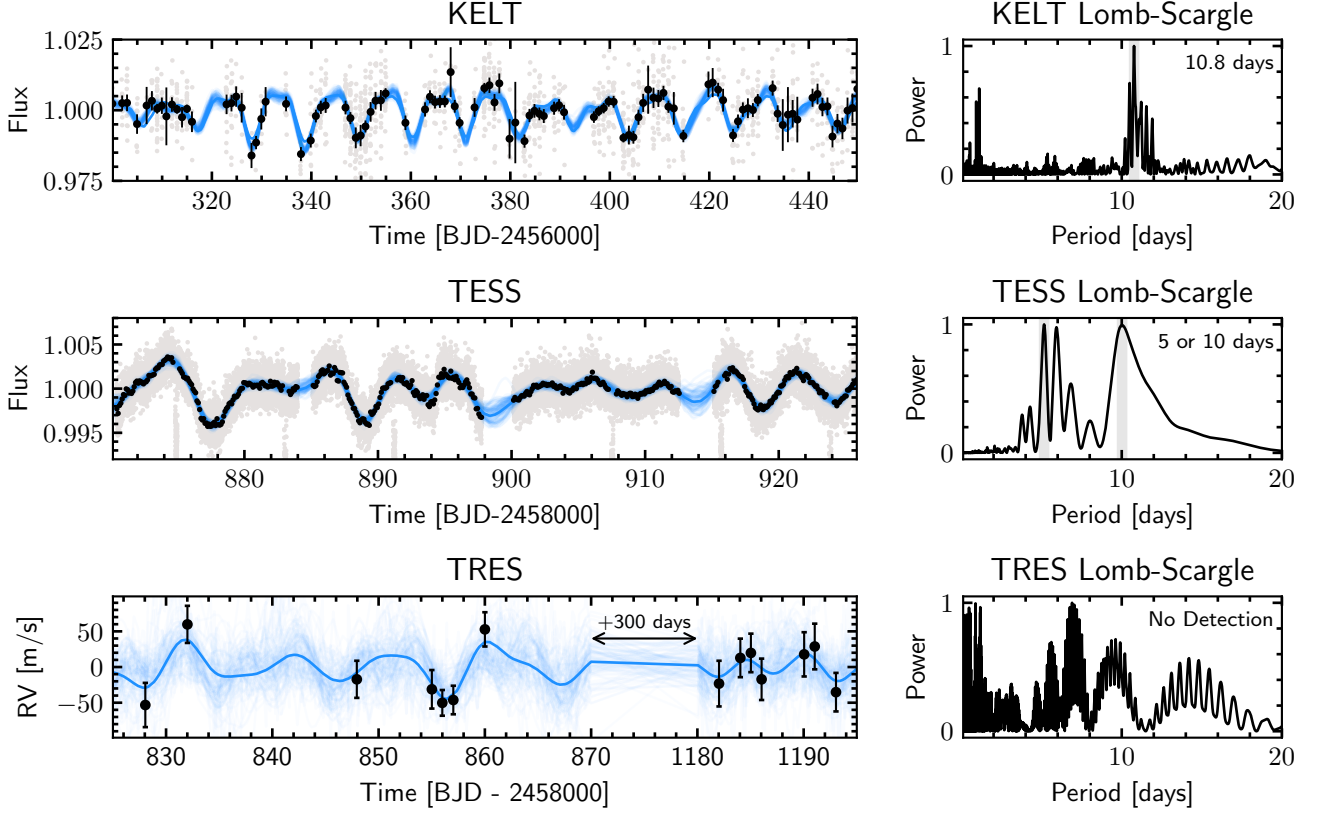 KELT
1.025
1.000
0.975
Flux
320 340 360 380 400 420 440
Time [BJD-2456000]
KELT Lomb-Scargle
10.8 days
1
0
Power
10 20
Period [days]
TESS
1.005
1.000
0.995
Flux
880 890 900 910 920
Time [BJD-2458000]
TESS Lomb-Scargle
5 or 10 days
1
0
Power
10 20
Period [days]
TRES
+300 days
50
0
−50
RV [m/s]
830 840 850 860 870 1180 1190
Time [BJD - 2458000]
TRES Lomb-Scargle
No Detection
1
0
Power
10 20
Period [days]